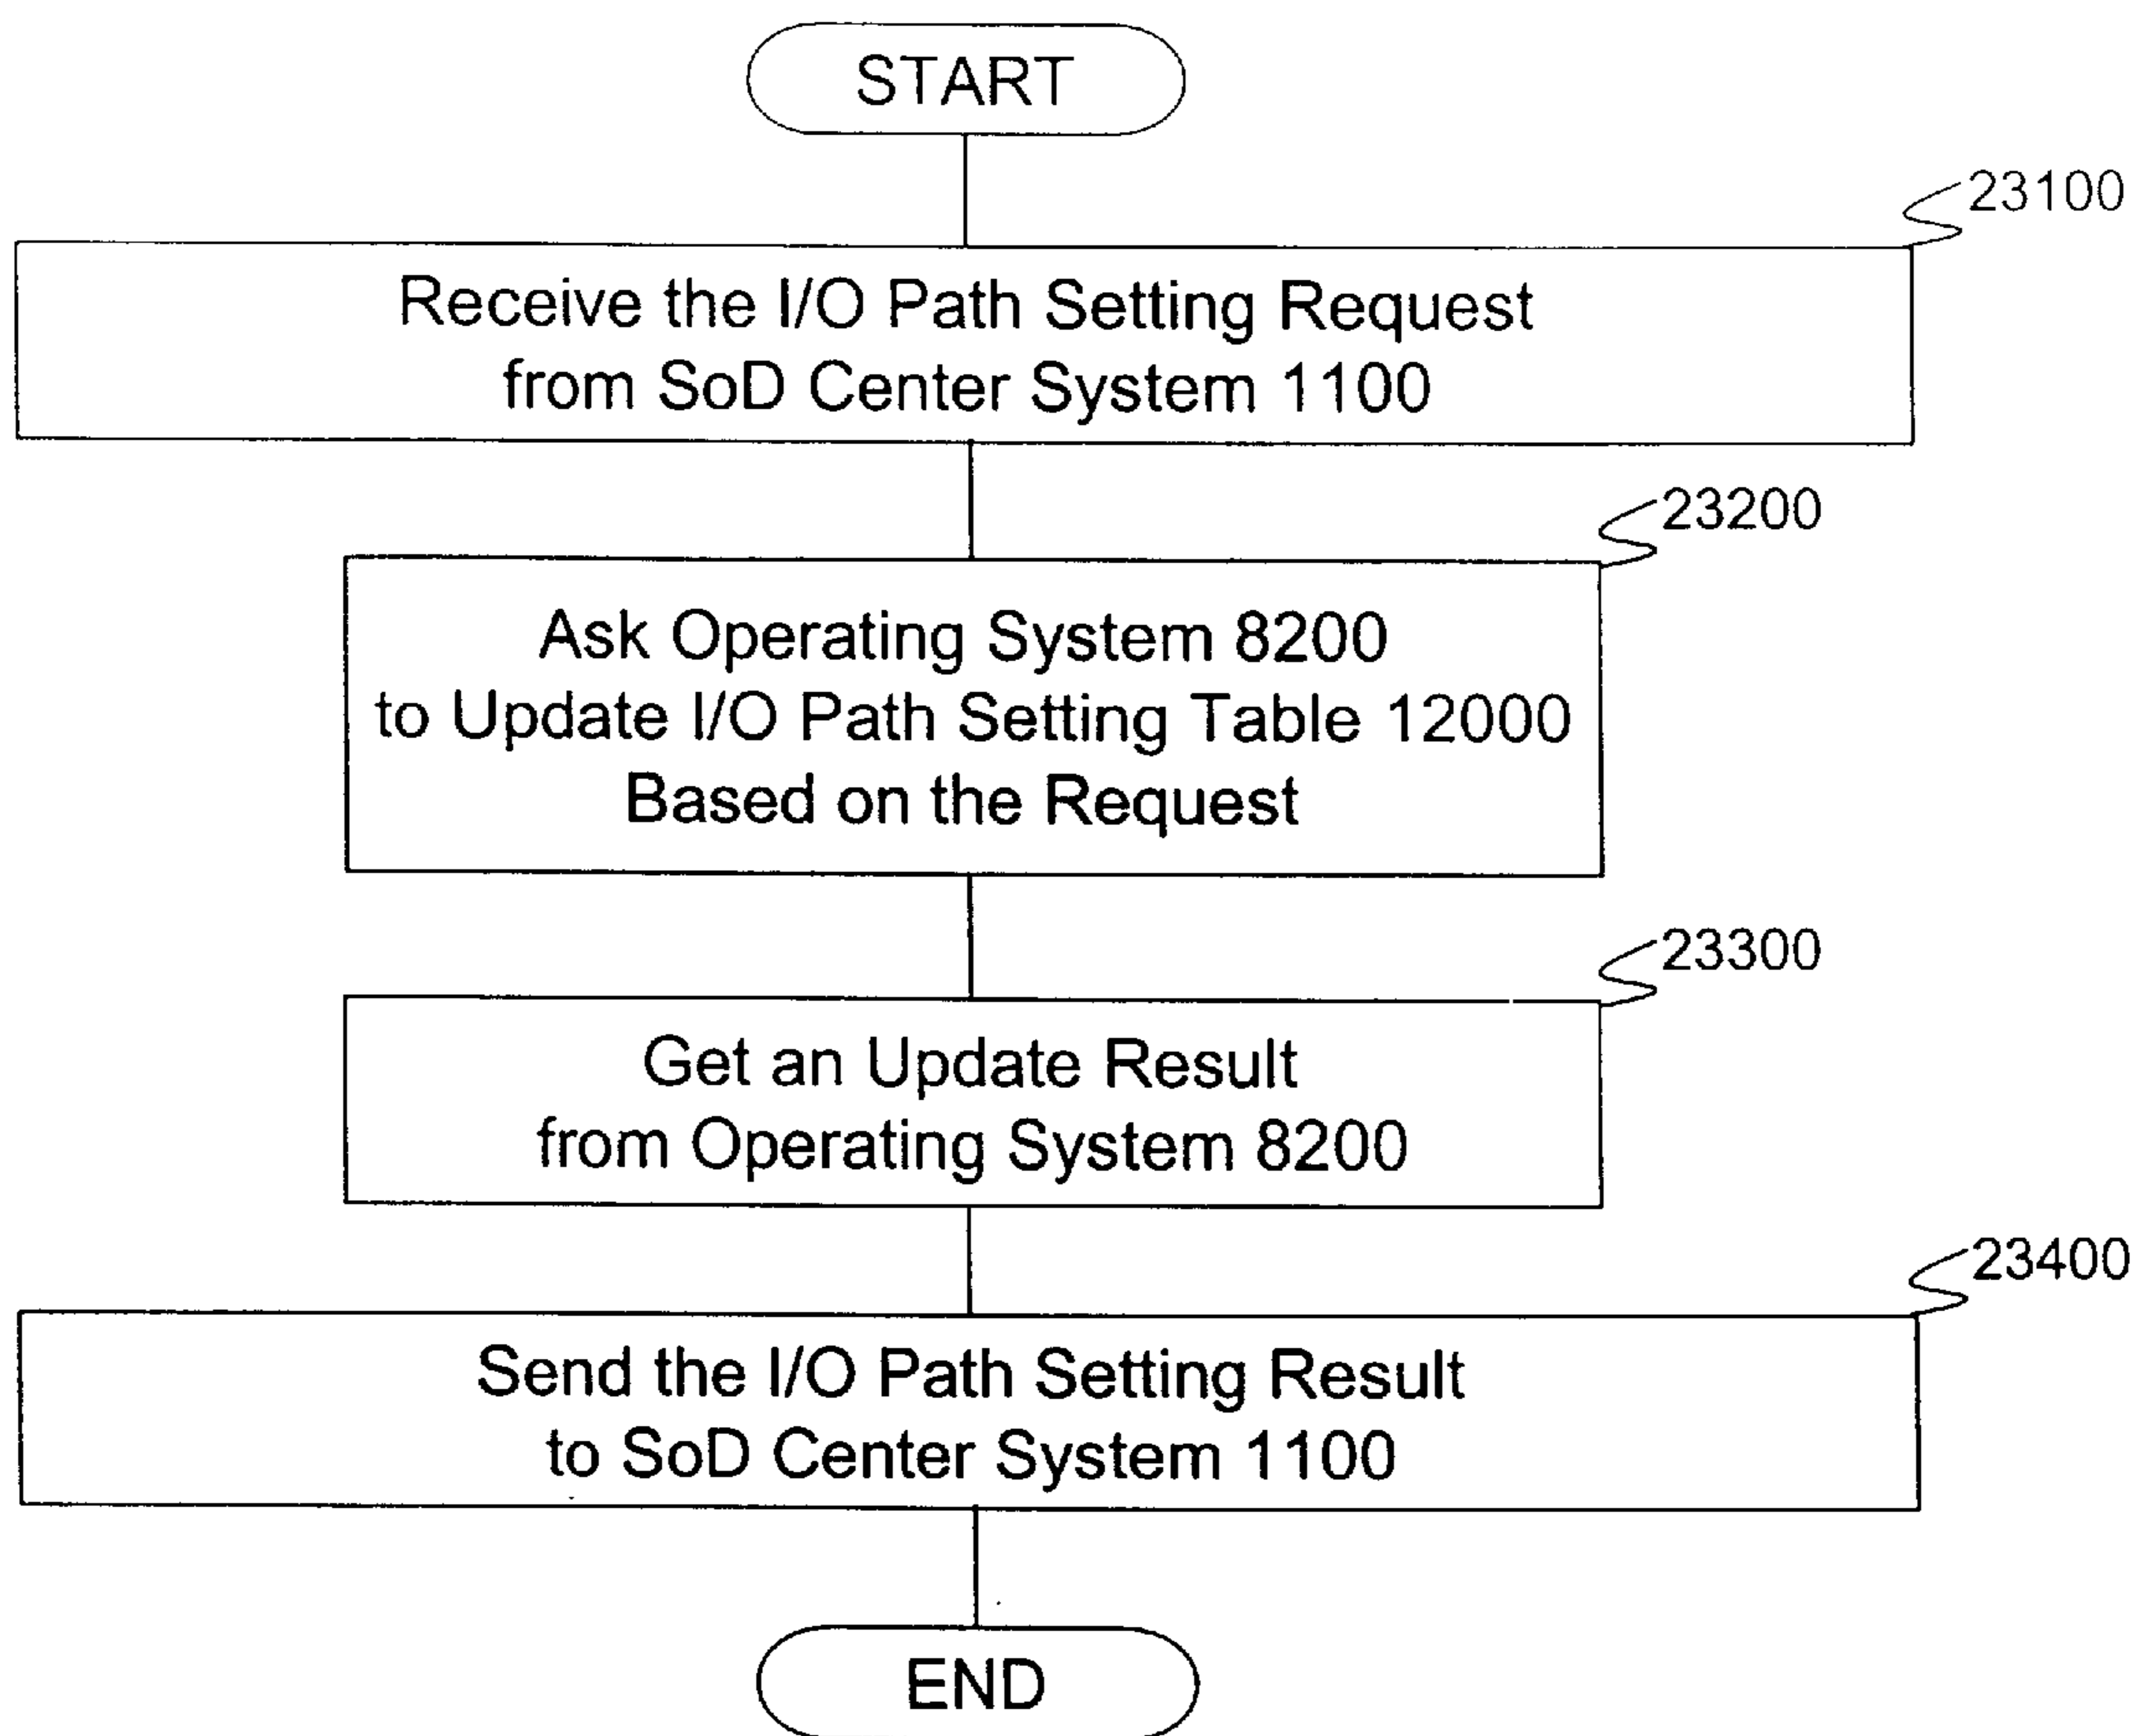 START
23100
Receive the I/O Path Setting Request
from SoD Center System 1100
23200
Ask Operating System 8200
to Update I/O Path Setting Table 12000
Based on the Request
23300
Get an Update Result
from Operating System 8200
23400
Send the I/O Path Setting Result
to SoD Center System 1100
END